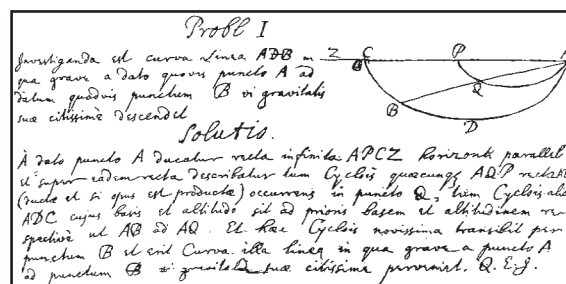 Probl I
Z C P A
Investiganda est curva Linea ADB in
qua grave a dato quovis puncto A ad
datum quodvis punctum B vi gravitatis
suæ citissime descendet
B Q
D
Solutio.
A dato puncto A ducatur recta infinita APCZ horizonti parallela
et super eadem recta describatur tum Cyclois quæcunq AQP rectæ AB
(ductæ et si opus est productæ) occurrens in puncto Q, tum Cyclois alia
ADC cujus basis et altitudo sit ad prioris basem et altitudinem re
spective ut AB ad AQ. Et hæc Cyclois novissima transibit per
punctum B et erit Curva illa linea in qua grave a puncto A
ad punctum B vi gravitatis suæ citissime perveniet. Q.E.I.